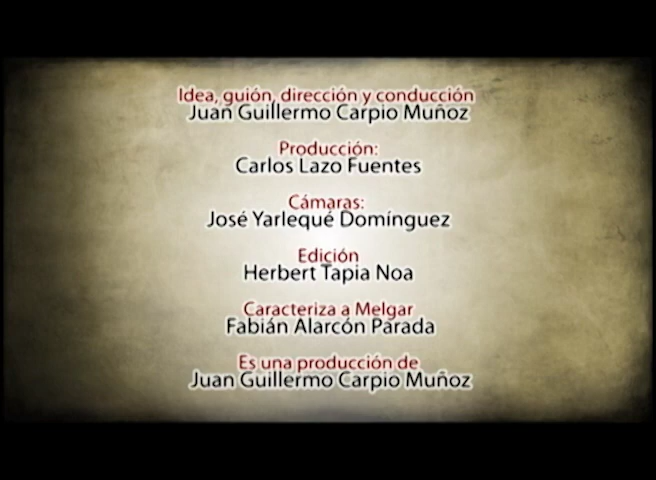 Idea, guión, dirección y conducción
Juan Guillermo Carpio Muñoz
Producción:
Carlos Lazo Fuentes
Cámaras:
José Yarlequé Domínguez
Edición
Herbert Tapia Noa
Caracteriza a Melgar
Fabián Alarcón Parada
Es una producción de
Juan Guillermo Carpio Muñoz